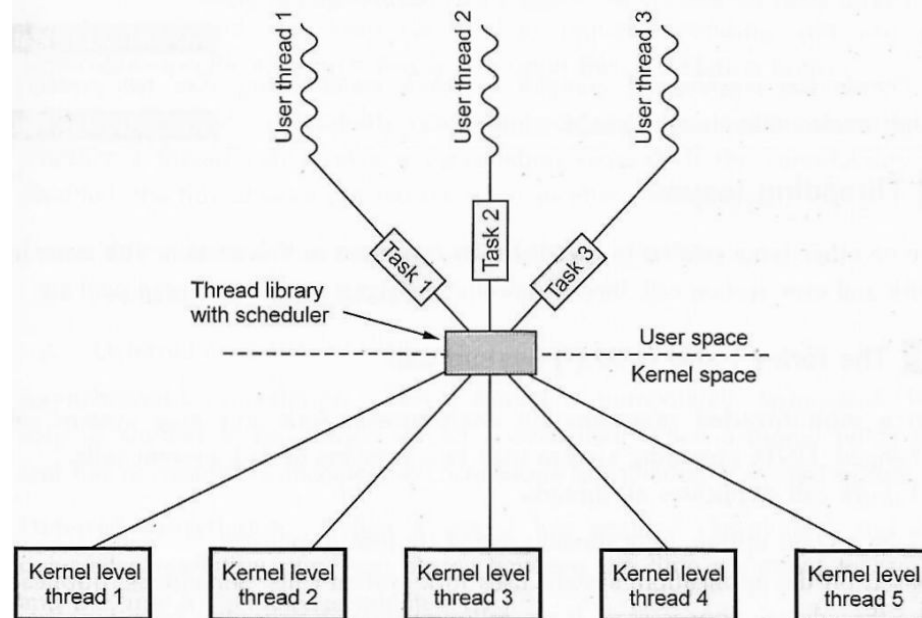 User thread 1
User thread 2
User thread 3
Task 1
Task 2
Task 3
Thread library
with scheduler
User space
Kernel space
Kernel level
thread 1
Kernel level
thread 2
Kernel level
thread 3
Kernel level
thread 4
Kernel level
thread 5